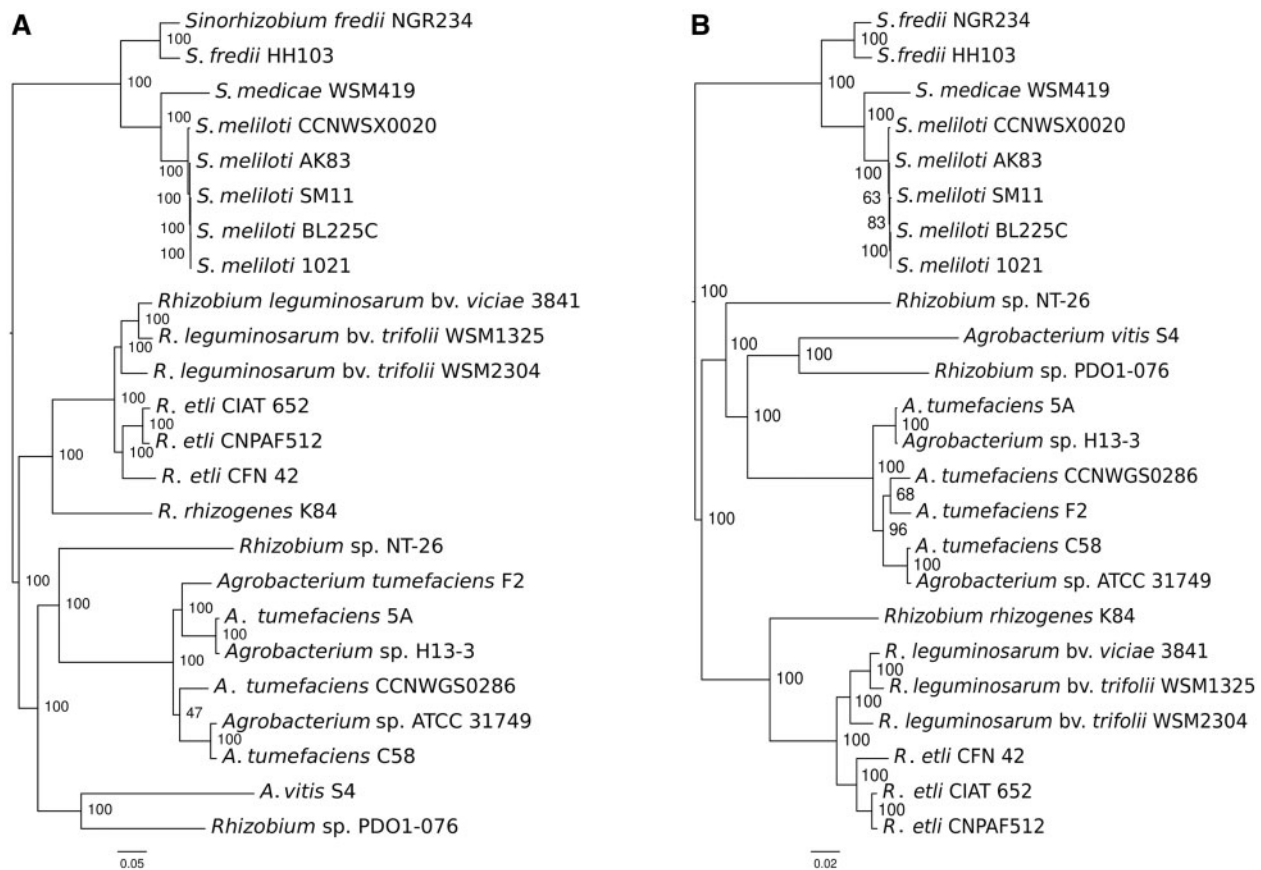 A
Sinorhizobium fredii NGR234
100
S. fredii HH103
100
S. medicae WSM419
100
S. meliloti CCNWSX0020
S. meliloti AK83
100
S. meliloti SM11
100
S. meliloti BL225C
100
S. meliloti 1021
100
Rhizobium leguminosarum bv. viciae 3841
100
R. leguminosarum bv. trifolii WSM1325
100
R. leguminosarum bv. trifolii WSM2304
100
R. etli CIAT 652
100
R. etli CNPAF512
100
100
R. etli CFN 42
R. rhizogenes K84
Rhizobium sp. NT-26
100
Agrobacterium tumefaciens F2
100
100
A. tumefaciens 5A
100
Agrobacterium sp. H13-3
100
A. tumefaciens CCNWGS0286
100
47
Agrobacterium sp. ATCC 31749
100
A. tumefaciens C58
A. vitis S4
100
Rhizobium sp. PDO1-076
0.05
B
S. fredii NGR234
100
S. fredii HH103
100
S. medicae WSM419
100
S. meliloti CCNWSX0020
S. meliloti AK83
100
S. meliloti SM11
63
S. meliloti BL225C
83
100
S. meliloti 1021
100
Rhizobium sp. NT-26
100
Agrobacterium vitis S4
100
Rhizobium sp. PDO1-076
100
A. tumefaciens 5A
100
Agrobacterium sp. H13-3
100
A. tumefaciens CCNWGS0286
68
A. tumefaciens F2
96
100
A. tumefaciens C58
100
Agrobacterium sp. ATCC 31749
Rhizobium rhizogenes K84
100
R. leguminosarum bv. viciae 3841
100
R. leguminosarum bv. trifolii WSM1325
100
R. leguminosarum bv. trifolii WSM2304
100
R. etli CFN 42
100
R. etli CIAT 652
100
R. etli CNPAF512
0.02